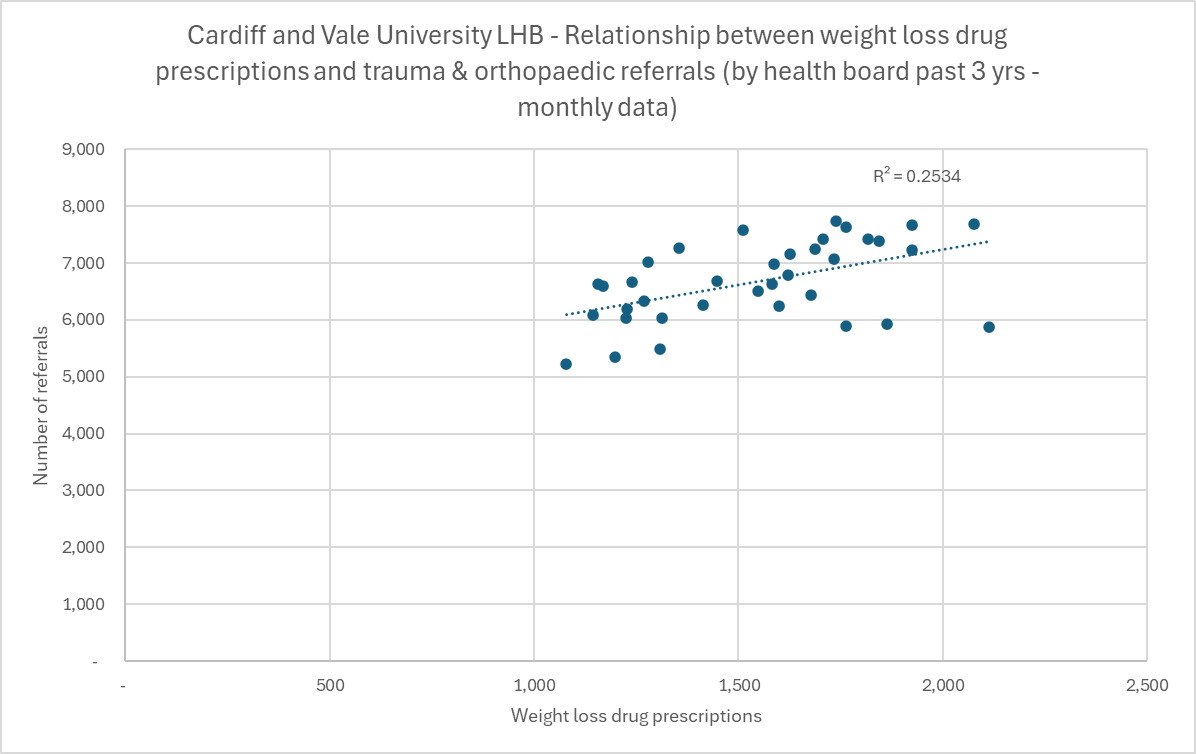 Cardiff and Vale University LHB - Relationship between weight loss drug
prescriptions and trauma & orthopaedic referrals (by health board past 3 yrs -
monthly data)
9,000
R² = 0.2534
8,000
7,000
6,000
5,000
4,000
3,000
2,000
1,000
-
Number of referrals
- 500 1,000 1,500 2,000 2,500
Weight loss drug prescriptions